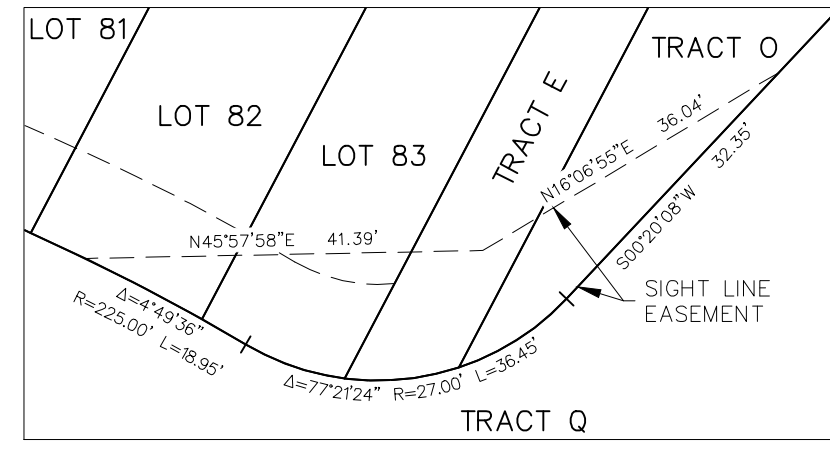 LOT 81
TRACT O
LOT 82
TRACT E
LOT 83
N16°06'55"E 36.04'
S00°20'08"W 32.35'
N45°57'58"E 41.39'
SIGHT LINE
EASEMENT
Δ=4°49'36"
R=225.00' L=18.95'
Δ=77°21'24" R=27.00' L=36.45'
TRACT Q